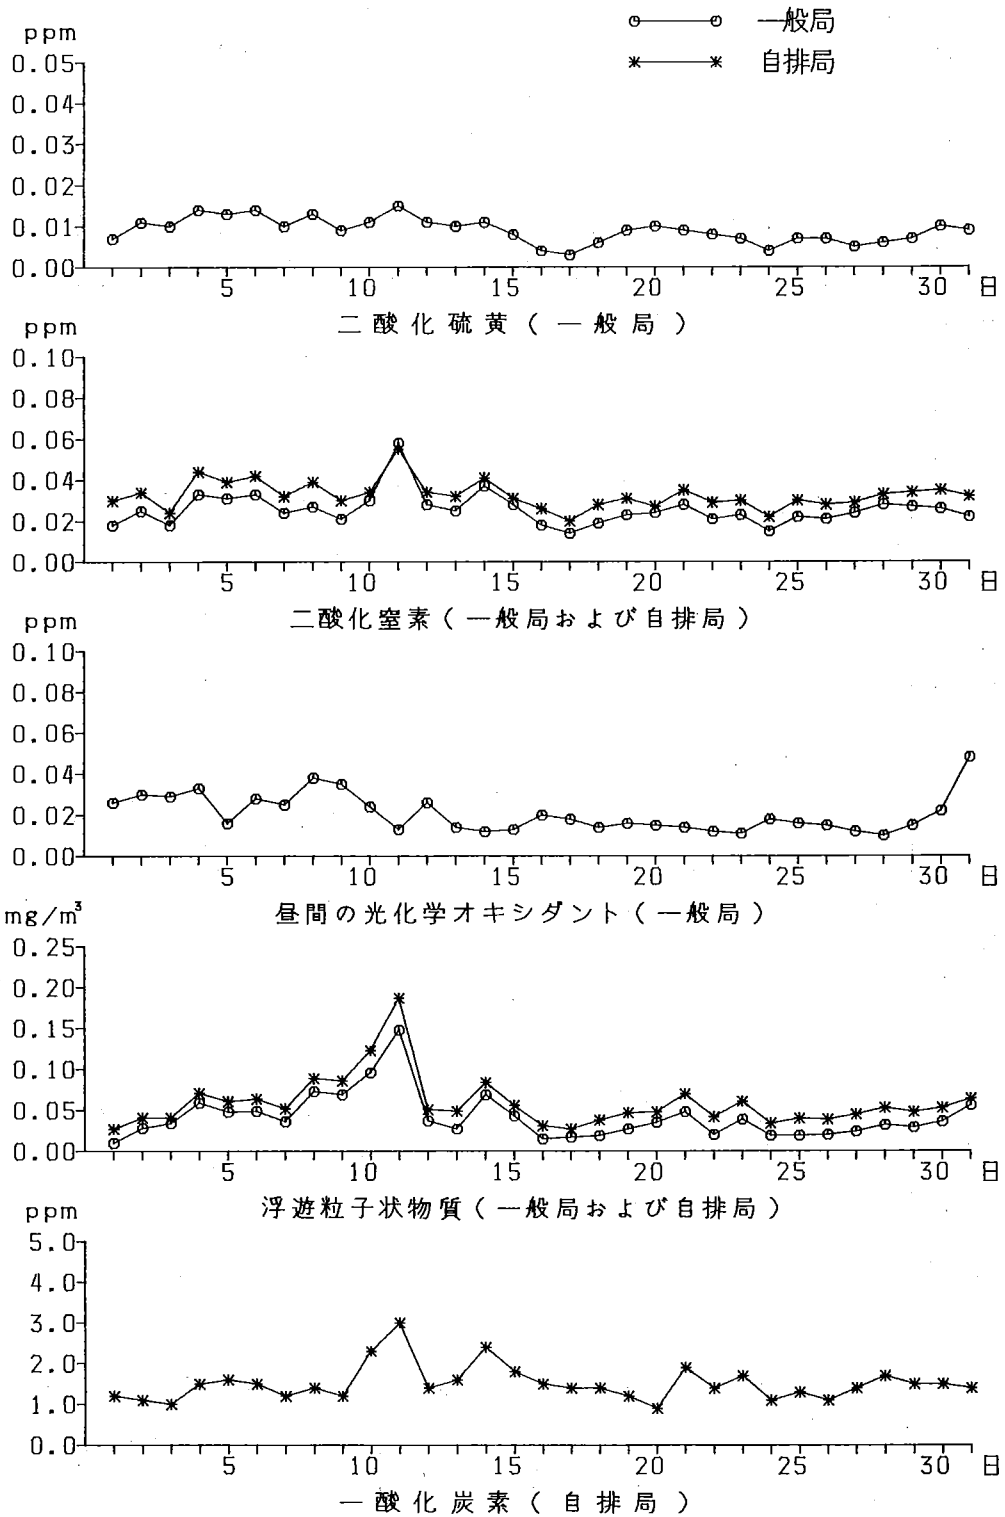 一般局
自排局
ppm
0.05
0.04
0.03
0.02
0.01
0.00
5 10 15 20 25 30 日
二酸化硫黄(一般局)
ppm
0.10
0.08
0.06
0.04
0.02
0.00
5 10 15 20 25 30 日
二酸化窒素(一般局および自排局)
ppm
0.10
0.08
0.06
0.04
0.02
0.00
5 10 15 20 25 30 日
昼間の光化学オキシダント(一般局)
mg/m³
0.25
0.20
0.15
0.10
0.05
0.00
5 10 15 20 25 30 日
浮遊粒子状物質(一般局および自排局)
ppm
5.0
4.0
3.0
2.0
1.0
0.0
5 10 15 20 25 30 日
一酸化炭素(自排局)